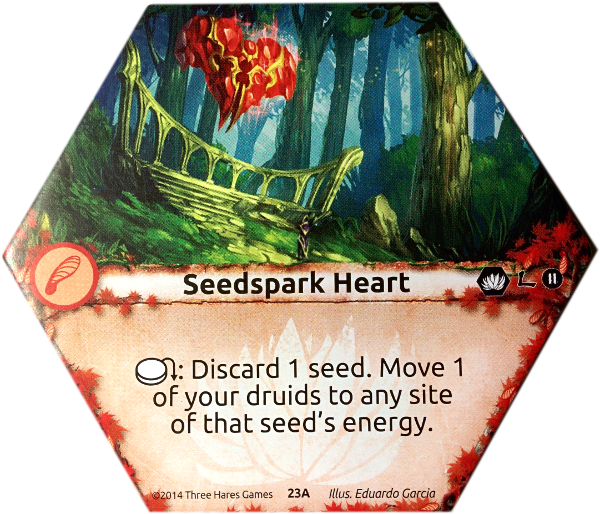 Seedspark Heart 11
: Discard 1 seed. Move 1
of your druids to any site
of that seed's energy.
©2014 Three Hares Games 23A Illus. Eduardo Garcia